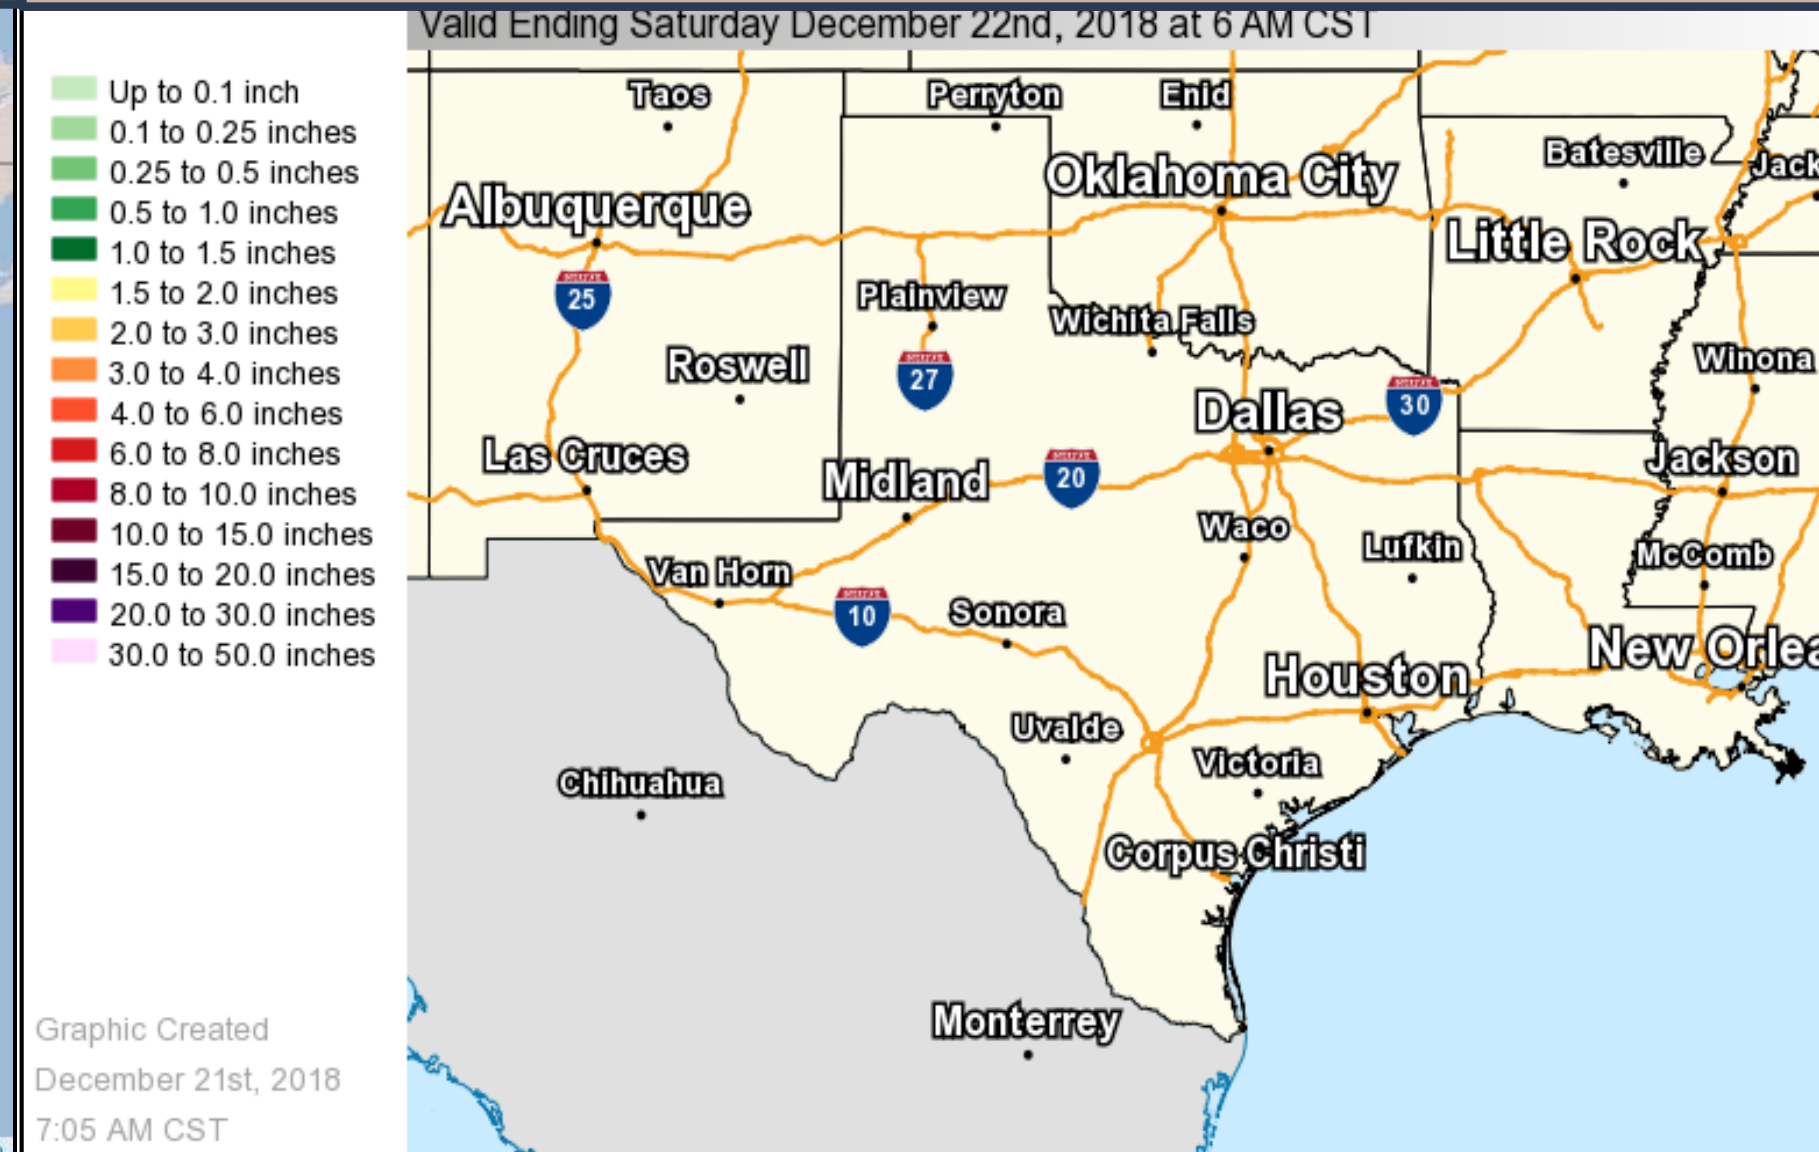 Valid Ending Saturday December 22nd, 2018 at 6 AM CST
Up to 0.1 inch
0.1 to 0.25 inches
0.25 to 0.5 inches
0.5 to 1.0 inches
1.0 to 1.5 inches
1.5 to 2.0 inches
2.0 to 3.0 inches
3.0 to 4.0 inches
4.0 to 6.0 inches
6.0 to 8.0 inches
8.0 to 10.0 inches
10.0 to 15.0 inches
15.0 to 20.0 inches
20.0 to 30.0 inches
30.0 to 50.0 inches
Graphic Created
December 21st, 2018
7:05 AM CST
Taos
Perryton
Enid
Batesville
Jack
Oklahoma City
Albuquerque
Little Rock
25
Plainview
Wichita Falls
Winona
Roswell
27
30
Dallas
Las Cruces
Midland
20
Jackson
Waco
Lufkin
McComb
Van Horn
10
Sonora
New Orlea
Houston
Uvalde
Victoria
Chihuahua
Corpus Christi
Monterrey